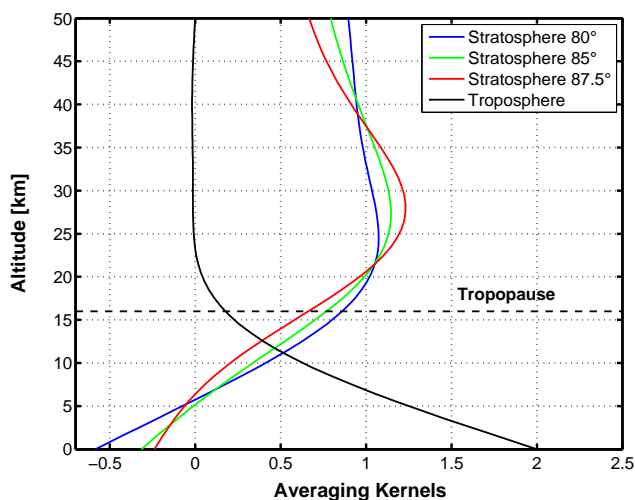 50
45
40
35
30
25
20
15
10
5
0
Altitude [km]
Stratosphere 80°
Stratosphere 85°
Stratosphere 87.5°
Troposphere
Tropopause
−0.5 0 0.5 1 1.5 2 2.5
Averaging Kernels